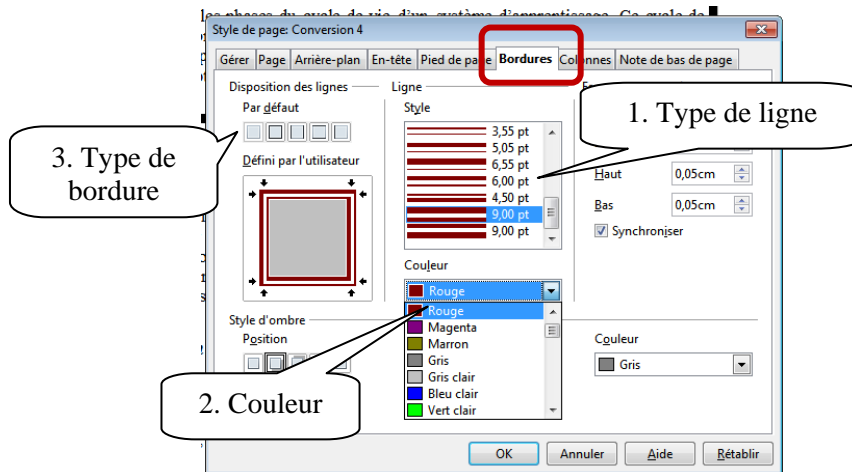 les phases du cycle de vie d'un système d'apprentissage. Ce cycle de
Style de page: Conversion 4
Gérer Page Arrière-plan En-tête Pied de page Bordures Colonnes Note de bas de page
Disposition des lignes
Par défaut
Défini par l'utilisateur
3. Type de
bordure
Ligne
Style
3,55 pt
5,05 pt
6,55 pt
6,00 pt
4,50 pt
9,00 pt
9,00 pt
1. Type de ligne
Haut 0,05cm
Bas 0,05cm
Synchroniser
Couleur
Rouge
Rouge
Magenta
Marron
Gris
Gris clair
Bleu clair
Vert clair
Style d'ombre
Position
2. Couleur
Couleur
Gris
OK Annuler Aide Rétablir